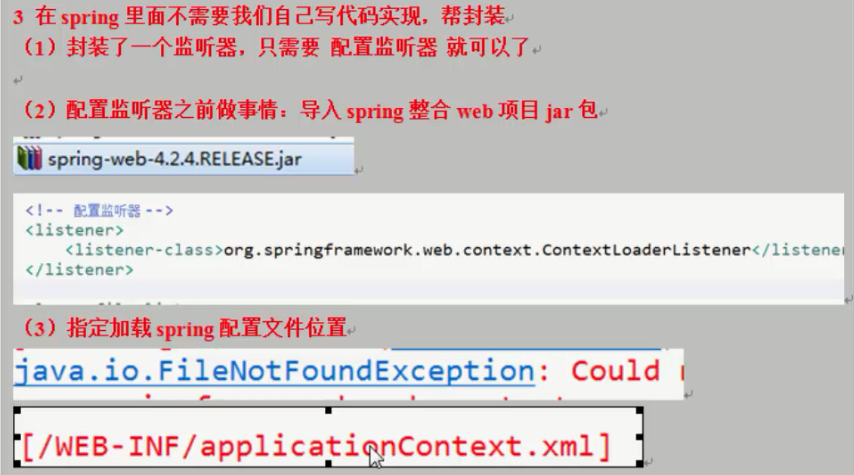 3 在 spring 里面不需要我们自己写代码实现，帮封装
（1）封装了一个监听器，只需要 配置监听器 就可以了
（2）配置监听器之前做事情：导入 spring 整合 web 项目 jar 包
spring-web-4.2.4.RELEASE.jar
<!-- 配置监听器 -->
<listener>
<listener-class>org.springframework.web.context.ContextLoaderListener</listener
</listener>
（3）指定加载 spring 配置文件位置
java.io.FileNotFoundException: Could
[/WEB-INF/applicationContext.xml]